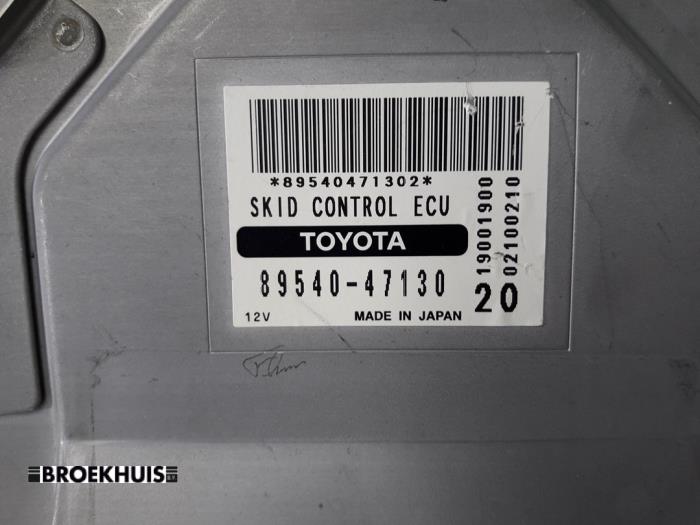 *89540471302*
SKID CONTROL ECU
TOYOTA
89540-47130
12V MADE IN JAPAN
19001900
02100210
20
BROEKHUIS